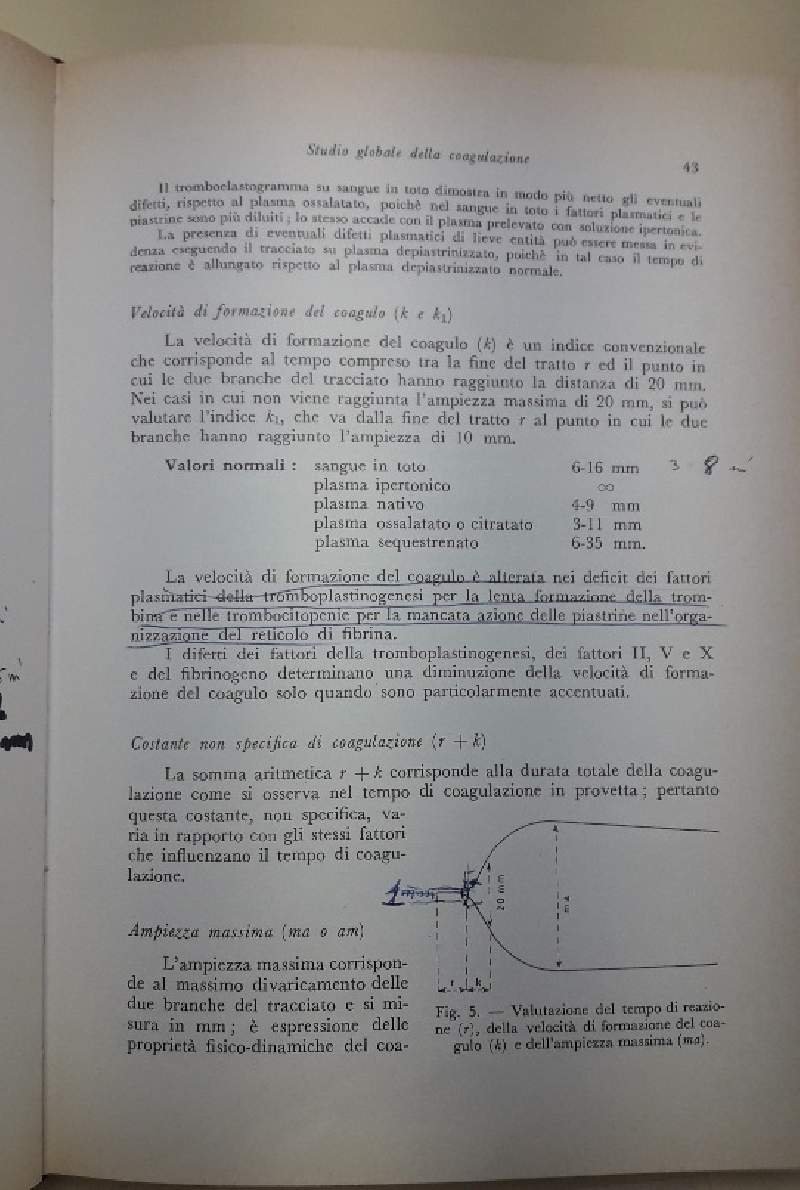 Studio globale della coagulazione
43
Il tromboelastogramma su sangue in toto dimostra in modo più netto gli eventuali
difetti, rispetto al plasma ossalatato, poichè nel sangue in toto i fattori plasmatici e le
piastrine sono più diluiti ; lo stesso accade con il plasma prelevato con soluzione ipertonica.
La presenza di eventuali difetti plasmatici di lieve entità può essere messa in evi-
denza eseguendo il tracciato su plasma depiastrinizzato, poichè in tal caso il tempo di
reazione è allungato rispetto al plasma depiastrinizzato normale.
Velocità di formazione del coagulo (k e k₁)
La velocità di formazione del coagulo (k) è un indice convenzionale
che corrisponde al tempo compreso tra la fine del tratto r ed il punto in
cui le due branche del tracciato hanno raggiunto la distanza di 20 mm.
Nei casi in cui non viene raggiunta l'ampiezza massima di 20 mm, si può
valutare l'indice k₁, che va dalla fine del tratto r al punto in cui le due
branche hanno raggiunto l'ampiezza di 10 mm.
Valori normali : sangue in toto 6-16 mm 3 8
plasma ipertonico ∞
plasma nativo 4-9 mm
plasma ossalatato o citratato 3-11 mm
plasma sequestrenato 6-35 mm.
La velocità di formazione del coagulo è alterata nei deficit dei fattori
plasmatici della tromboplastinogenesi per la lenta formazione della trom-
bina e nelle trombocitopenie per la mancata azione delle piastrine nell'orga-
nizzazione del reticolo di fibrina.
I difetti dei fattori della tromboplastinogenesi, dei fattori II, V e X
e del fibrinogeno determinano una diminuzione della velocità di forma-
zione del coagulo solo quando sono particolarmente accentuati.
Costante non specifica di coagulazione (r + k)
La somma aritmetica r + k corrisponde alla durata totale della coagu-
lazione come si osserva nel tempo di coagulazione in provetta ; pertanto
questa costante, non specifica, va-
ria in rapporto con gli stessi fattori
che influenzano il tempo di coagu-
lazione.
Ampiezza massima (ma o am)
L'ampiezza massima corrispon-
de al massimo divaricamento delle
due branche del tracciato e si mi-
sura in mm ; è espressione delle
proprietà fisico-dinamiche del coa-
20 mm
m A
r k
Fig. 5. — Valutazione del tempo di reazio-
ne (r), della velocità di formazione del coa-
gulo (k) e dell'ampiezza massima (ma).